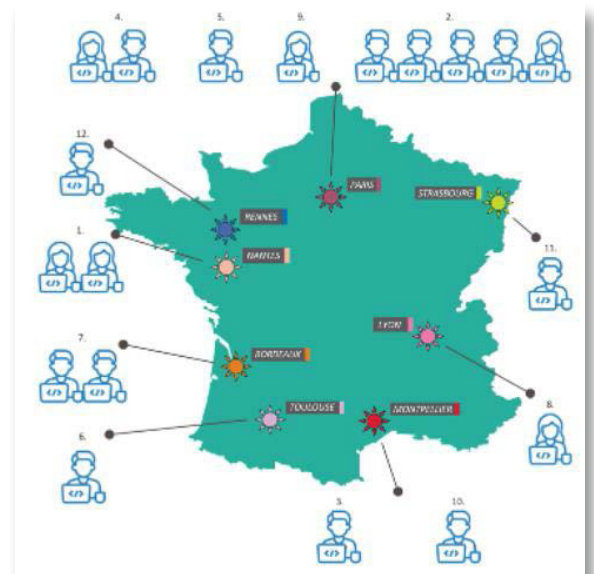 4.
5.
9.
2.
12.
PARIS
STRASBOURG
RENNES
1.
NANTES
11.
LYON
7.
BORDEAUX
TOULOUSE
MONTPELLIER
8.
6.
3.
10.